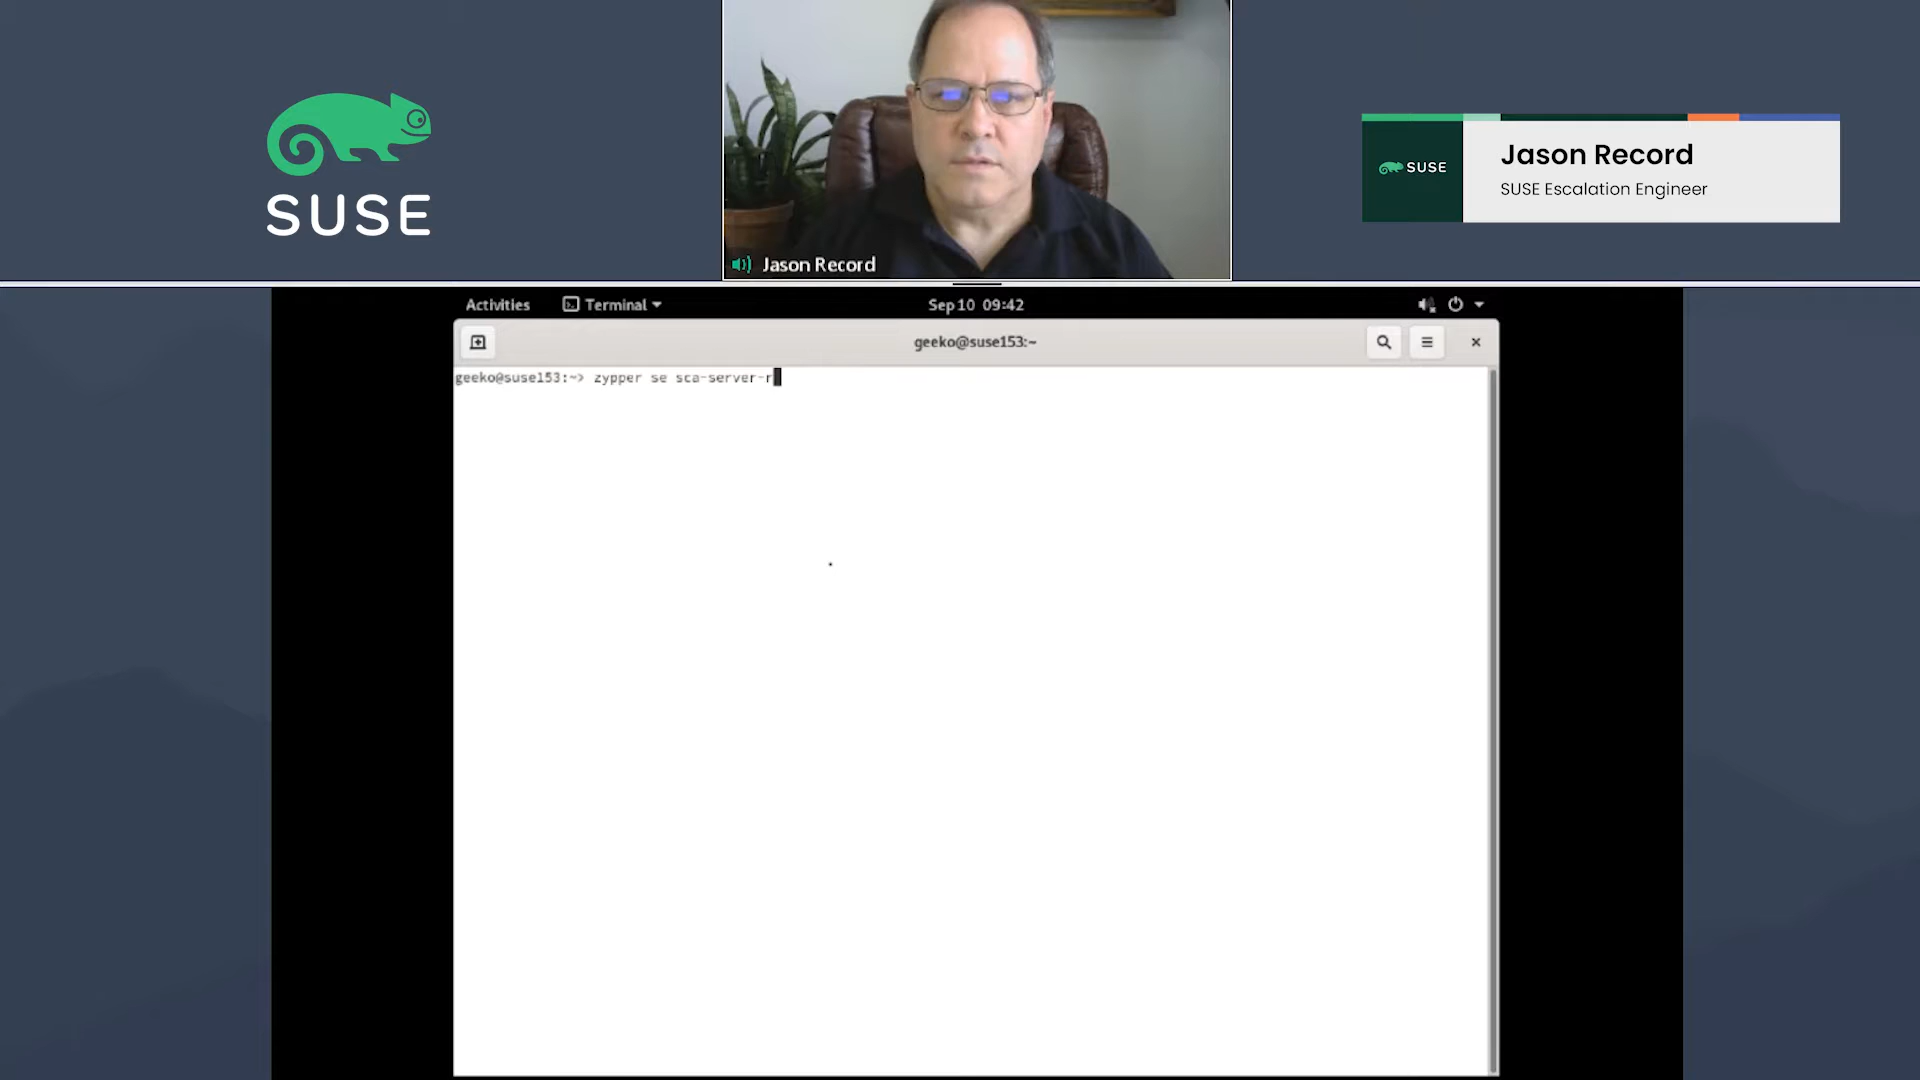 SUSE
Jason Record
SUSE
Jason Record
SUSE Escalation Engineer
Activities
Terminal
Sep 10 09:42
geeko@suse153:~
geeko@suse153:~> zypper se sca-server-r